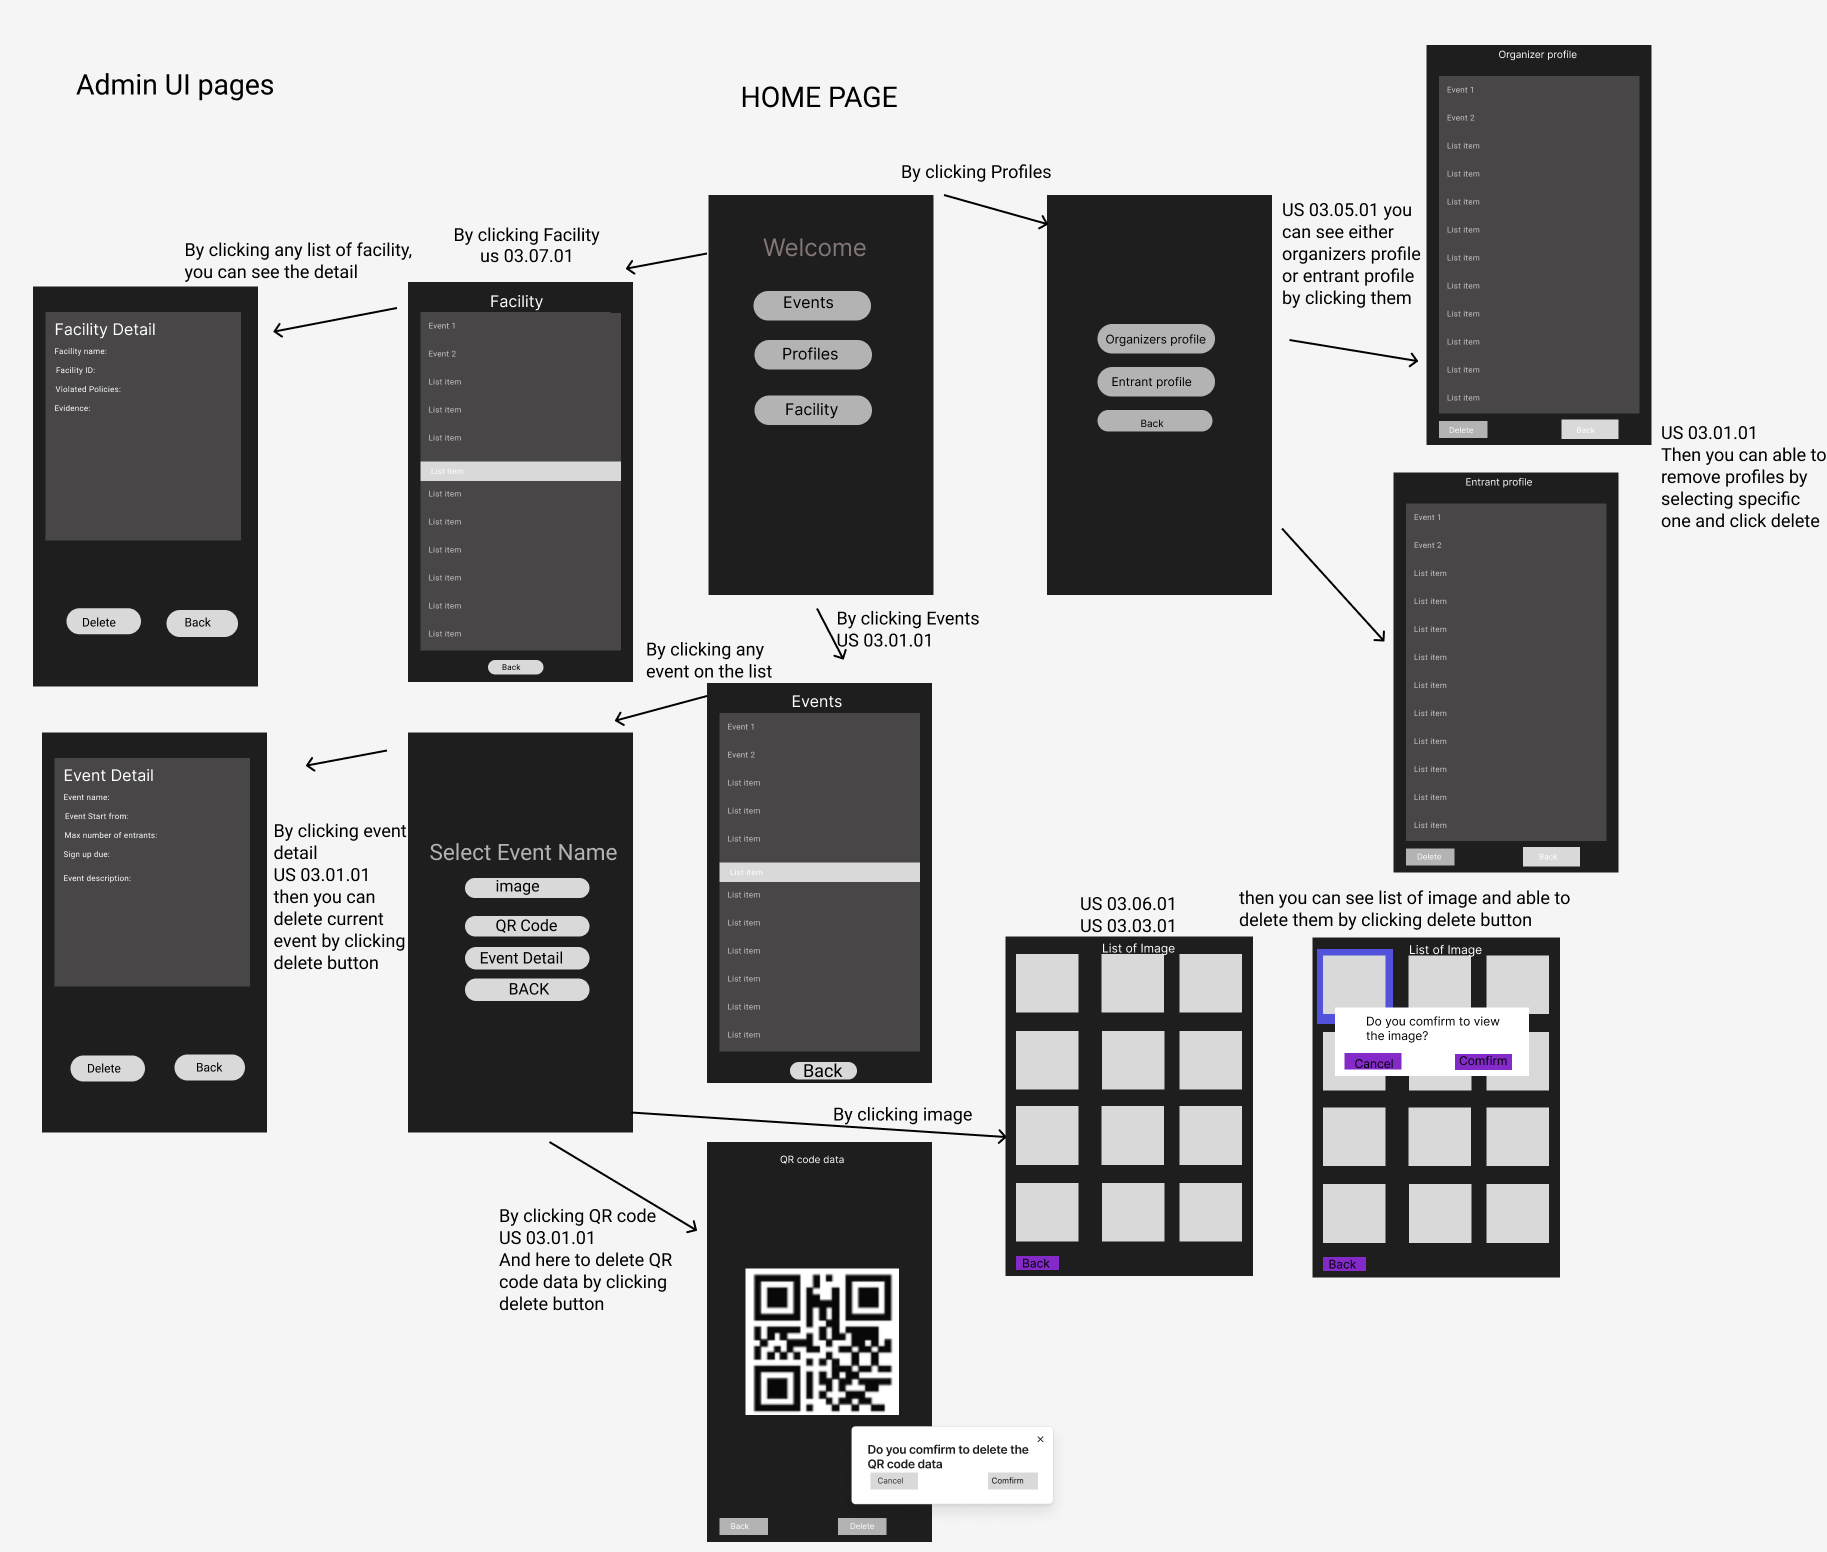 Admin UI pages
HOME PAGE
By clicking Profiles
By clicking Facility
us 03.07.01
By clicking any list of facility,
you can see the detail
Facility Detail
Facility name:
Facility ID:
Violated Policies:
Evidence:
Delete
Back
Facility
Event 1
Event 2
List item
List item
List item
List item
List item
List item
List item
List item
List item
List item
Back
Welcome
Events
Profiles
Facility
Organizers profile
Entrant profile
Back
US 03.05.01 you
can see either
organizers profile
or entrant profile
by clicking them
Organizer profile
Event 1
Event 2
List item
List item
List item
List item
List item
List item
List item
List item
List item
List item
Delete
Back
US 03.01.01
Then you can able to
remove profiles by
selecting specific
one and click delete
Entrant profile
Event 1
Event 2
List item
List item
List item
List item
List item
List item
List item
List item
List item
List item
Delete
Back
By clicking Events
US 03.01.01
By clicking any
event on the list
Events
Event 1
Event 2
List item
List item
List item
List item
List item
List item
List item
List item
List item
List item
Back
Select Event Name
image
QR Code
Event Detail
BACK
By clicking event
detail
US 03.01.01
then you can
delete current
event by clicking
delete button
Event Detail
Event name:
Event Start from:
Max number of entrants:
Sign up due:
Event description:
Delete
Back
By clicking image
US 03.06.01
US 03.03.01
List of Image
Back
then you can see list of image and able to
delete them by clicking delete button
List of Image
Do you comfirm to view
the image?
Cancel
Comfirm
Back
By clicking QR code
US 03.01.01
And here to delete QR
code data by clicking
delete button
QR code data
×
Do you comfirm to delete the
QR code data
Cancel
Comfirm
Back
Delete